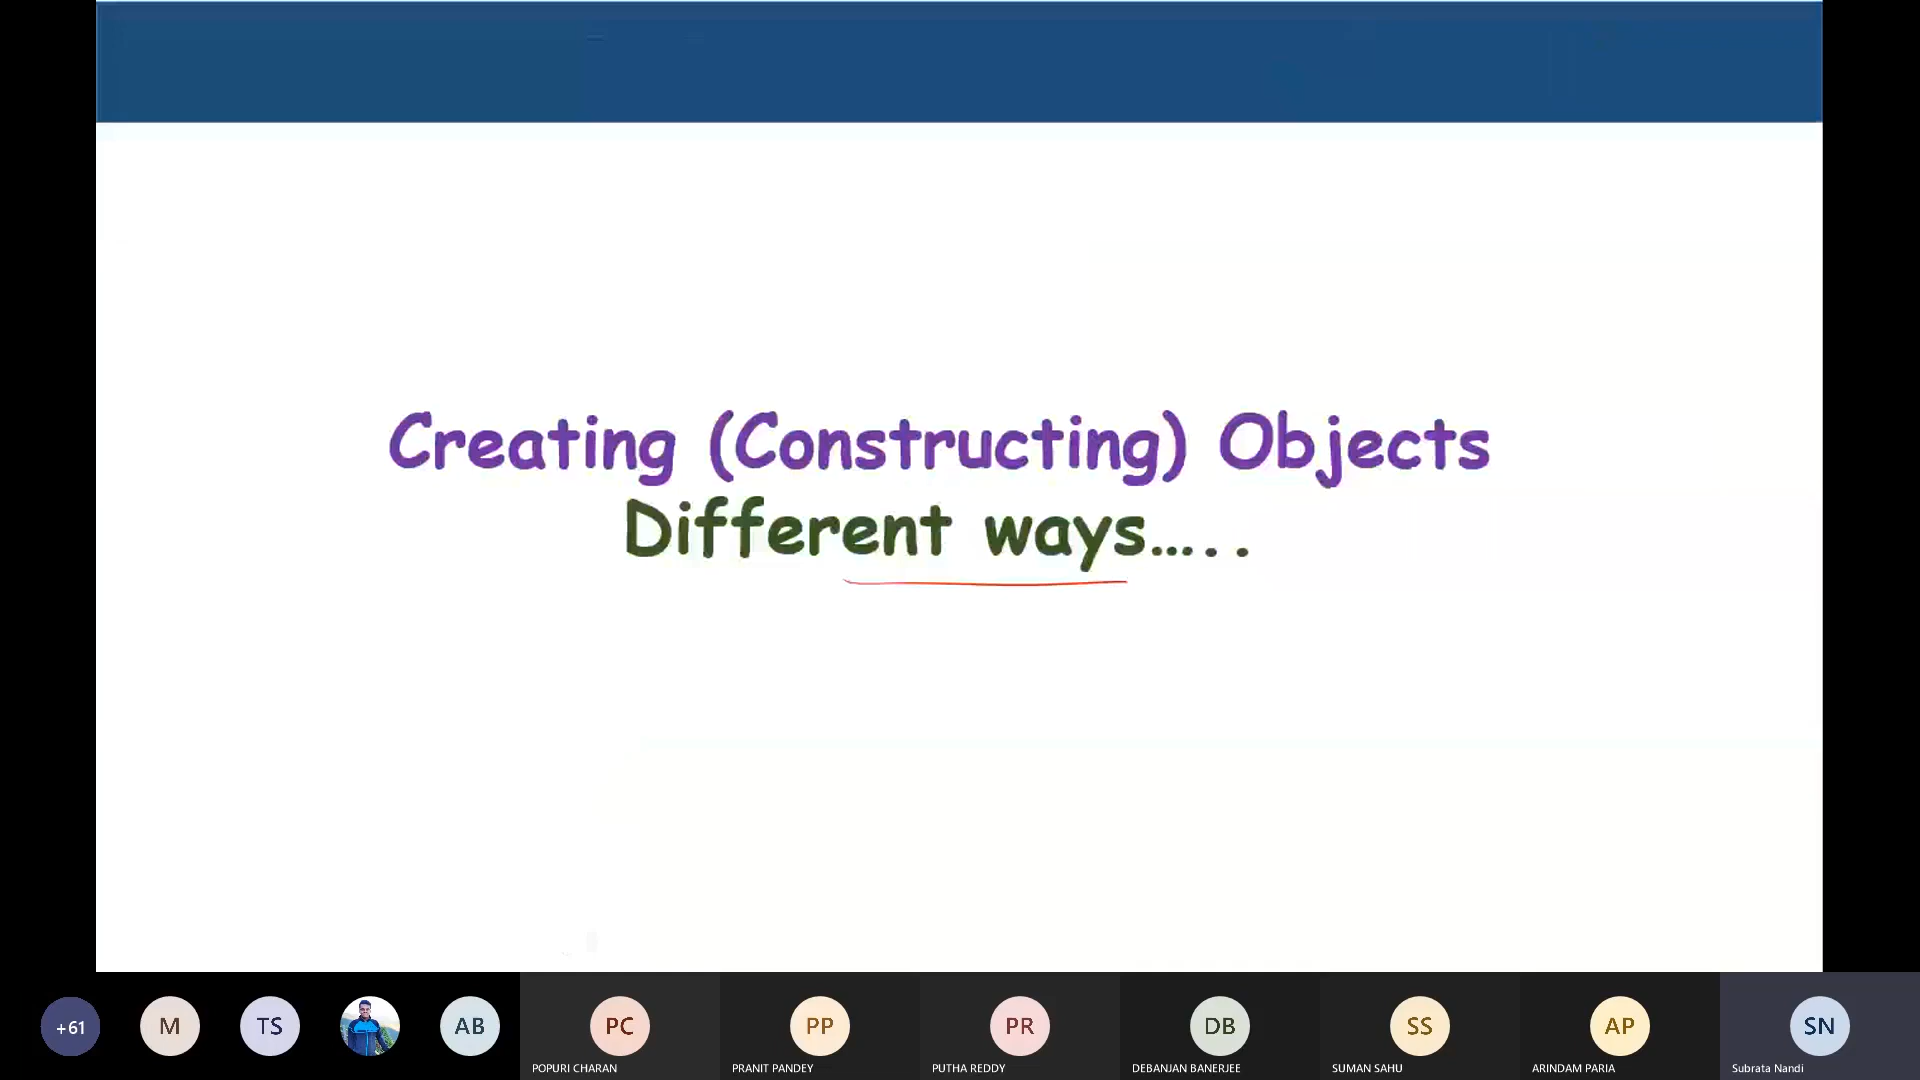 Creating (Constructing) Objects
Different ways…..
+61
M
TS
AB
PC
PP
PR
DB
SS
AP
SN
POPURI CHARAN
PRANIT PANDEY
PUTHA REDDY
DEBANJAN BANERJEE
SUMAN SAHU
ARINDAM PARIA
Subrata Nandi